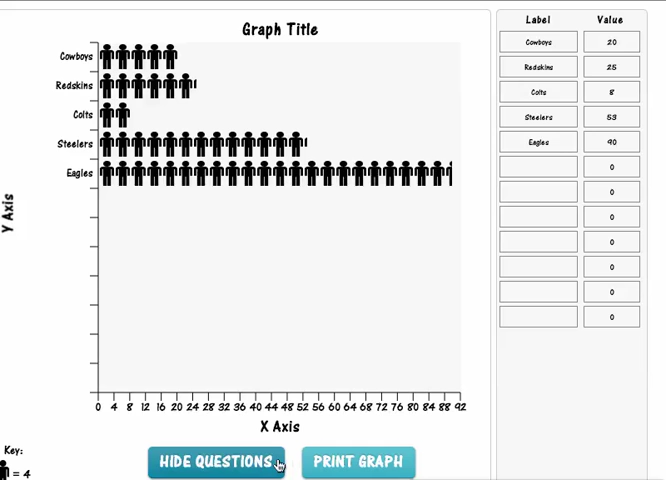 Graph Title
Label Value
Cowboys 20
Redskins 25
Colts 8
Steelers 53
Eagles 90
0
0
0
0
0
0
0
Cowboys
Redskins
Colts
Steelers
Eagles
Y Axis
0 4 8 12 16 20 24 28 32 36 40 44 48 52 56 60 64 68 72 76 80 84 88 92
X Axis
Key:
= 4
HIDE QUESTIONS PRINT GRAPH